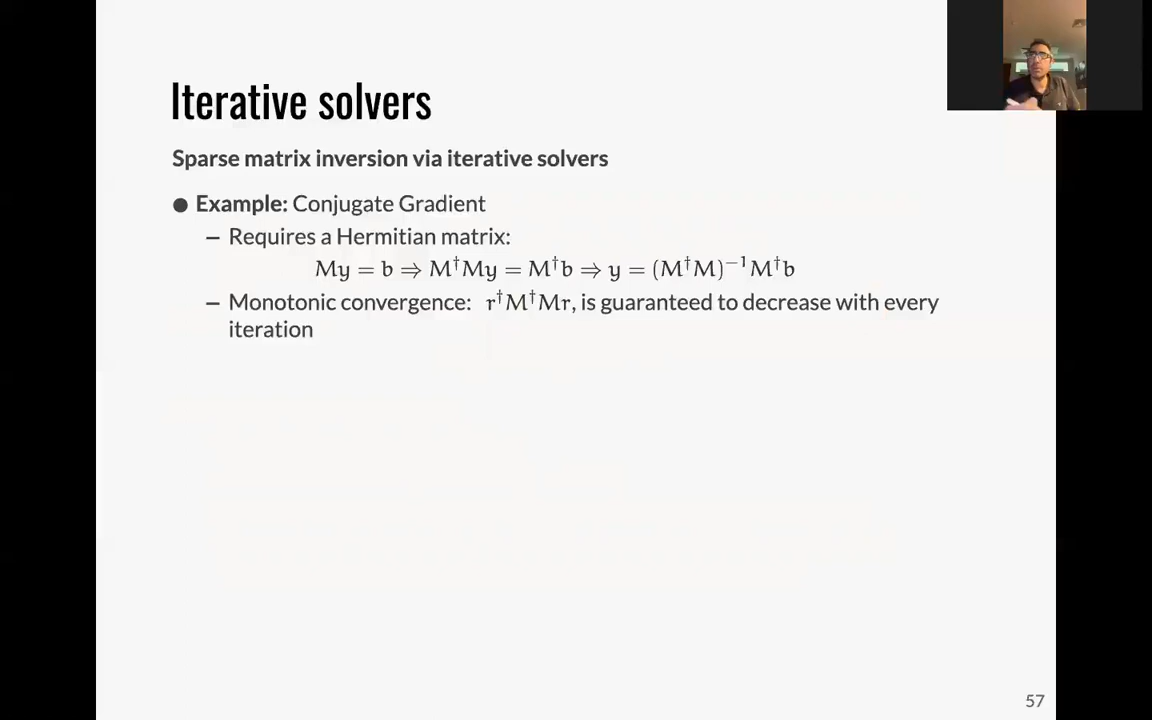 Iterative solvers
Sparse matrix inversion via iterative solvers
● Example: Conjugate Gradient
– Requires a Hermitian matrix:
My = b ⇒ M†My = M†b ⇒ y = (M†M)⁻¹M†b
– Monotonic convergence: r†M†Mr, is guaranteed to decrease with every
iteration
57